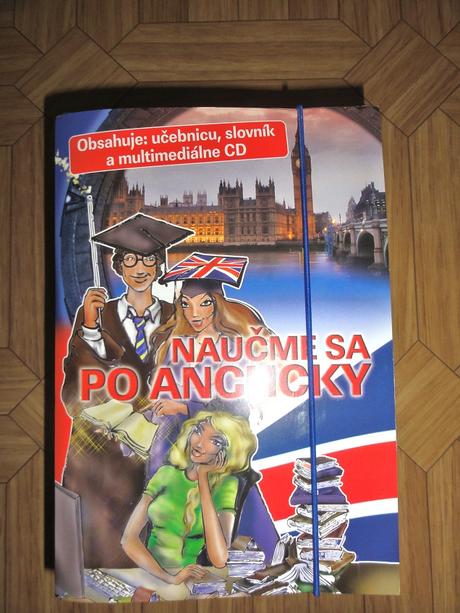 Obsahuje: učebnicu, slovník
a multimediálne CD
NAUČME SA
PO ANGLICKY